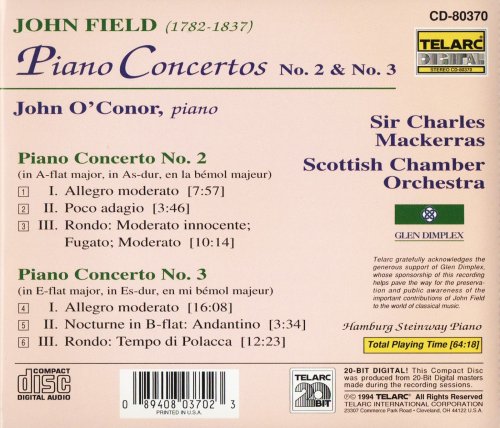 JOHN FIELD (1782-1837)
CD-80370
TELARC
DIGITAL
STEREO CD-80370
Piano Concertos No. 2 & No. 3
John O'Conor, piano
Sir Charles
Mackerras
Scottish Chamber
Orchestra
Piano Concerto No. 2
(in A-flat major, in As-dur, en la bémol majeur)
1 I. Allegro moderato [7:57]
2 II. Poco adagio [3:46]
3 III. Rondo: Moderato innocente;
Fugato; Moderato [10:14]
GLEN DIMPLEX
Piano Concerto No. 3
(in E-flat major, in Es-dur, en mi bémol majeur)
4 I. Allegro moderato [16:08]
5 II. Nocturne in B-flat: Andantino [3:34]
6 III. Rondo: Tempo di Polacca [12:23]
Telarc gratefully acknowledges the
generous support of Glen Dimplex,
whose sponsorship of this recording
helps pave the way for the preserva-
tion and public awareness of the
important contributions of John Field
to the world of classical music.
Hamburg Steinway Piano
Total Playing Time [64:18]
COMPACT
disc
DIGITAL AUDIO
0 89408 03702 3
PRINTED IN U.S.A.
TELARC
20
BIT
20-BIT DIGITAL! This Compact Disc
was produced from 20-Bit Digital masters
made during the recording sessions.
℗ © 1994 TELARC All Rights Reserved
TELARC INTERNATIONAL CORPORATION
23307 Commerce Park Road • Cleveland, OH 44122 U.S.A.